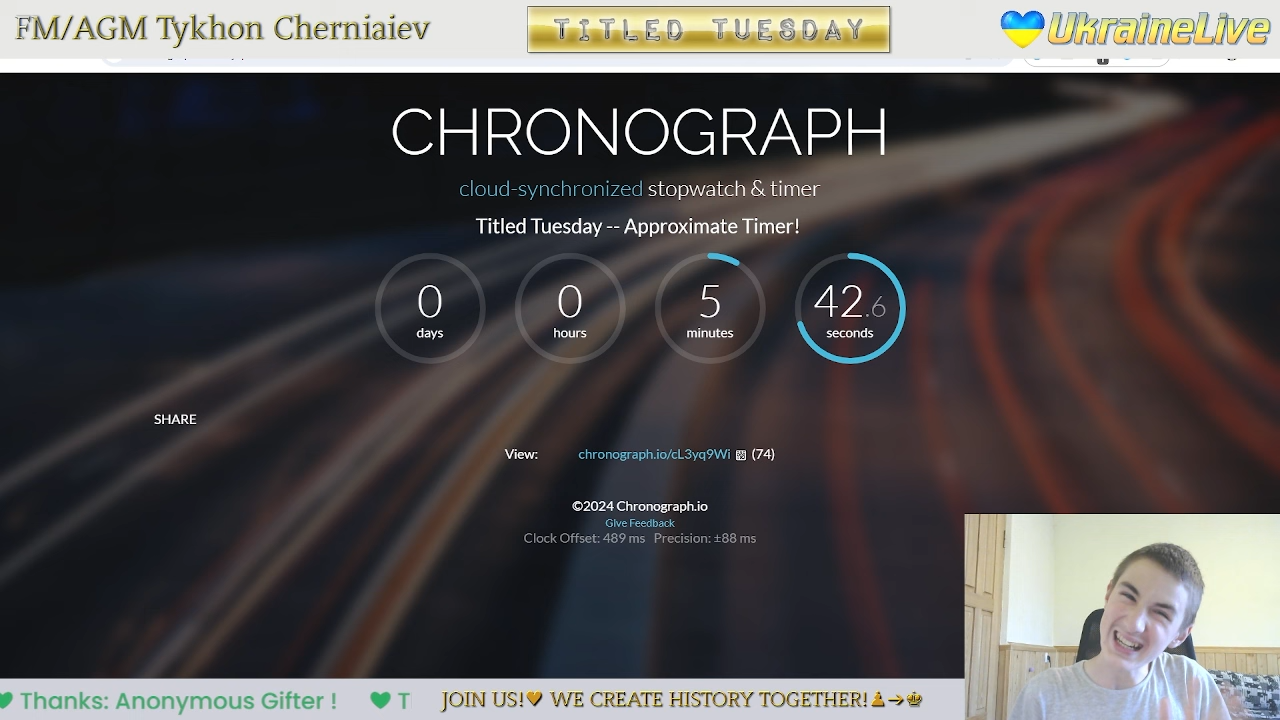 FM/AGM Tykhon Cherniaiev
TITLED TUESDAY
UkraineLive
CHRONOGRAPH
cloud-synchronized stopwatch & timer
Titled Tuesday -- Approximate Timer!
0 days
0 hours
5 minutes
42.6 seconds
SHARE
View: chronograph.io/cL3yq9Wi (74)
©2024 Chronograph.io
Give Feedback
Clock Offset: 489 ms Precision: ±88 ms
Thanks: Anonymous Gifter ! T
JOIN US! WE CREATE HISTORY TOGETHER!